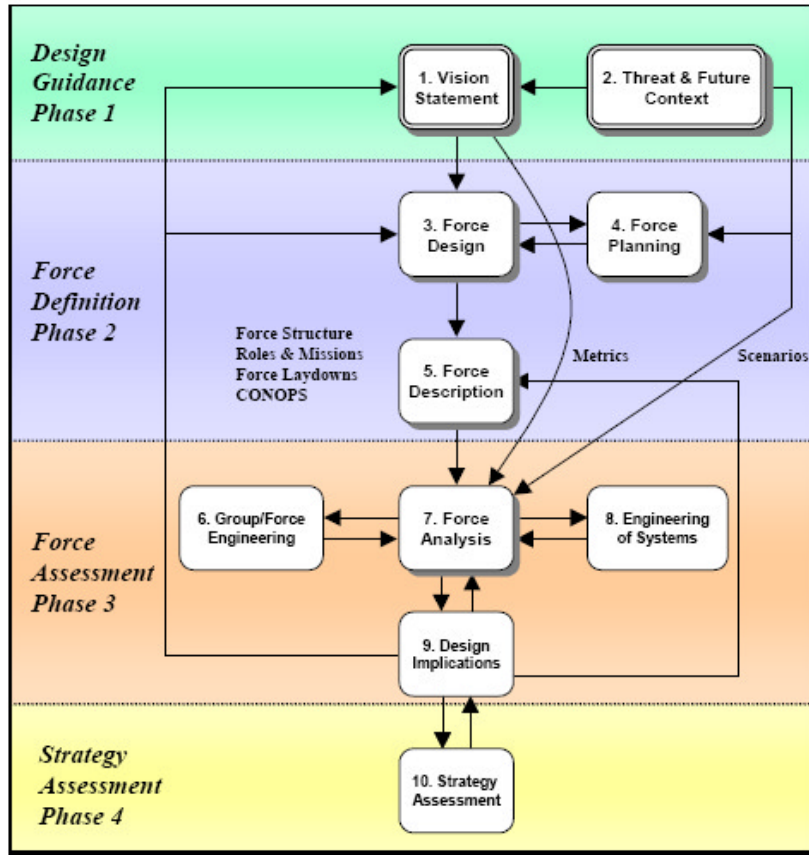 Design
Guidance
Phase 1
1. Vision
Statement
2. Threat & Future
Context
Force
Definition
Phase 2
3. Force
Design
4. Force
Planning
Force Structure
Roles & Missions
Force Laydowns
CONOPS
5. Force
Description
Metrics
Scenarios
Force
Assessment
Phase 3
6. Group/Force
Engineering
7. Force
Analysis
8. Engineering
of Systems
9. Design
Implications
Strategy
Assessment
Phase 4
10. Strategy
Assessment